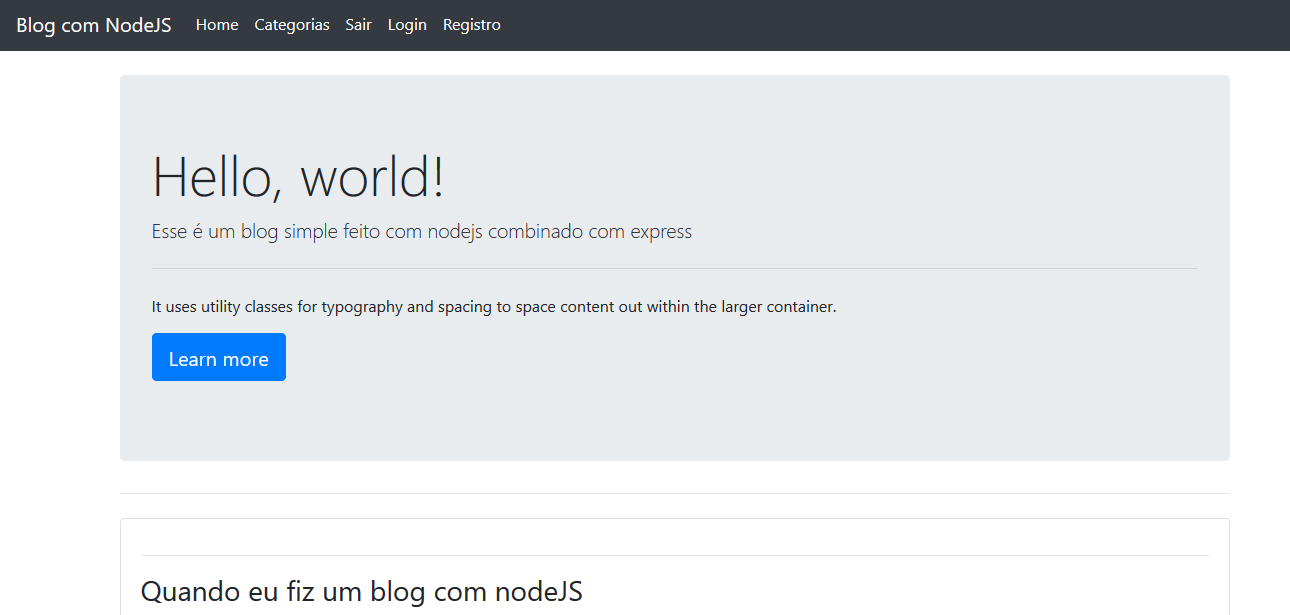 Blog com NodeJS Home Categorias Sair Login Registro
Hello, world!
Esse é um blog simple feito com nodejs combinado com express
It uses utility classes for typography and spacing to space content out within the larger container.
Learn more
Quando eu fiz um blog com nodeJS